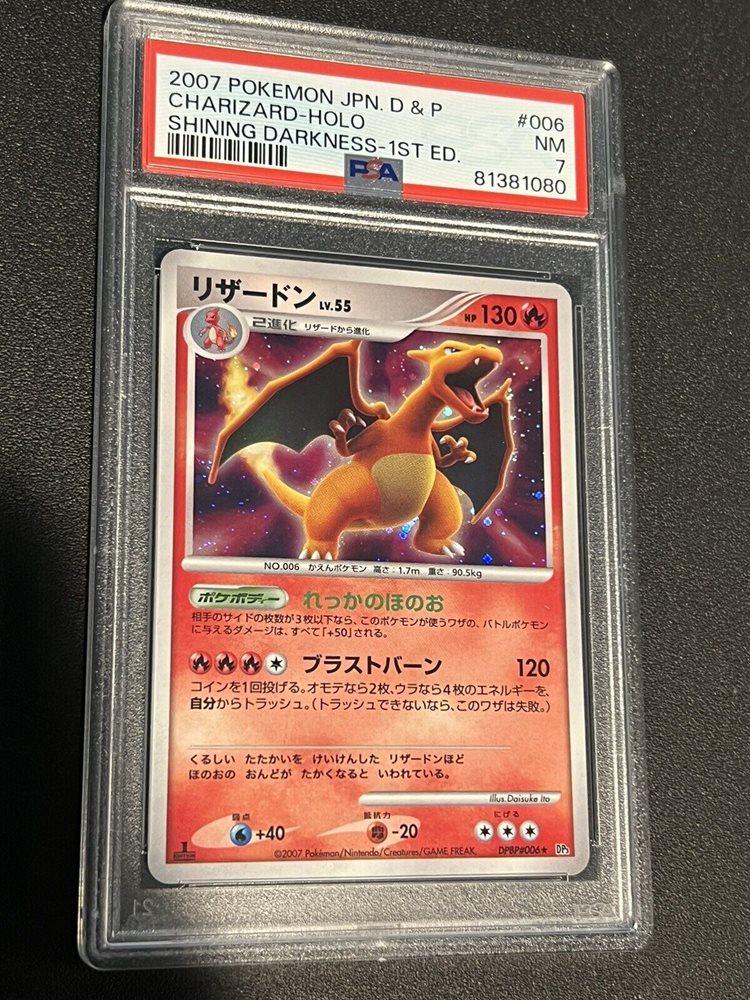 2007 POKEMON JPN. D & P #006
CHARIZARD-HOLO NM
SHINING DARKNESS-1ST ED. 7
PSA 81381080
リザードン LV.55 HP 130
2進化 リザードから進化
NO.006 かえんポケモン 高さ:1.7m 重さ:90.5kg
ポケボディー れっかのほのお
相手のサイドの枚数が3枚以下なら、このポケモンが使うワザの、バトルポケモン
に与えるダメージは、すべて「+50」される。
ブラストバーン 120
コインを1回投げる。オモテなら2枚、ウラなら4枚のエネルギーを、
自分からトラッシュ。(トラッシュできないなら、このワザは失敗。)
くるしい たたかいを けいけんした リザードンほど
ほのおの おんどが たかくなると いわれている。
Illus.Daisuke Ito
弱点 抵抗力 にげる
+40 -20
1 EDITION DPBP#006★ DP3
©2007 Pokémon/Nintendo/Creatures/GAME FREAK.